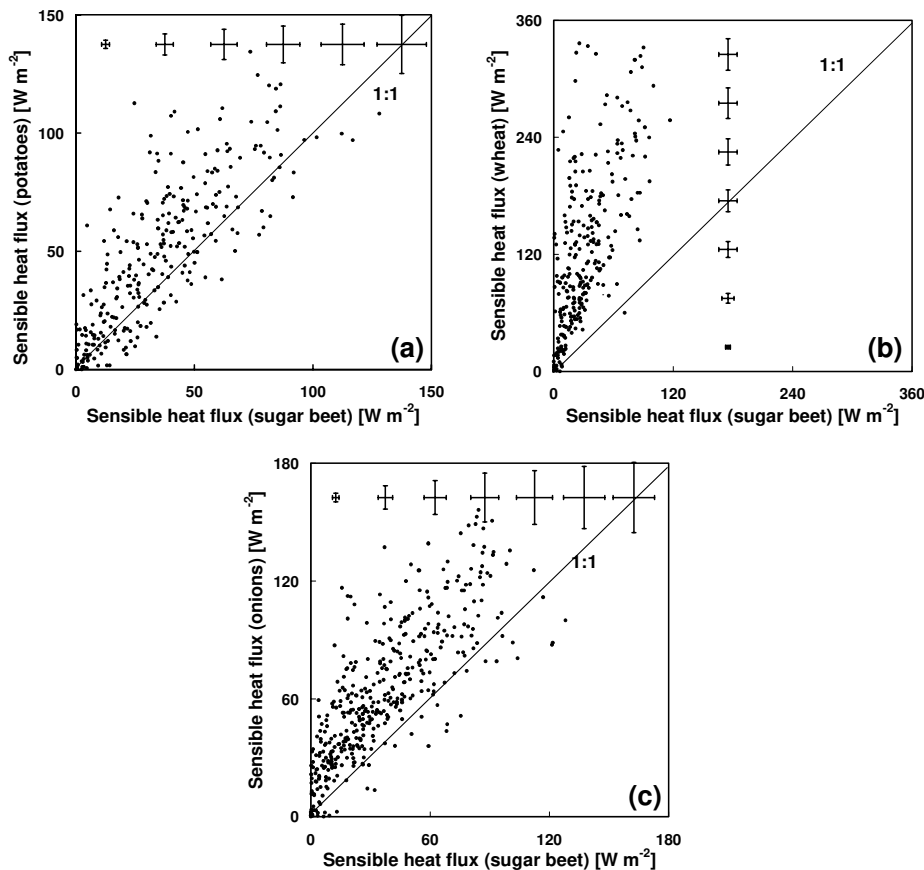 150
100
50
0
0 50 100 150
Sensible heat flux (potatoes) [W m-2]
Sensible heat flux (sugar beet) [W m-2]
1:1
(a)
360
240
120
0
0 120 240 360
Sensible heat flux (wheat) [W m-2]
Sensible heat flux (sugar beet) [W m-2]
1:1
(b)
180
120
60
0
0 60 120 180
Sensible heat flux (onions) [W m-2]
Sensible heat flux (sugar beet) [W m-2]
1:1
(c)